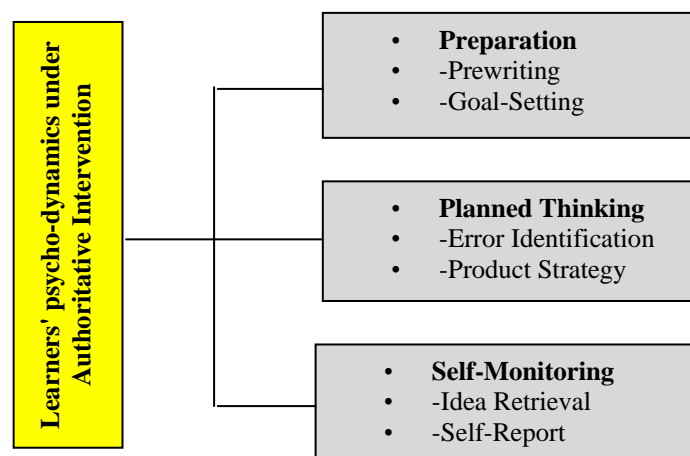 Learners' psycho-dynamics under
Authoritative Intervention
• Preparation
• -Prewriting
• -Goal-Setting
• Planned Thinking
• -Error Identification
• -Product Strategy
• Self-Monitoring
• -Idea Retrieval
• -Self-Report